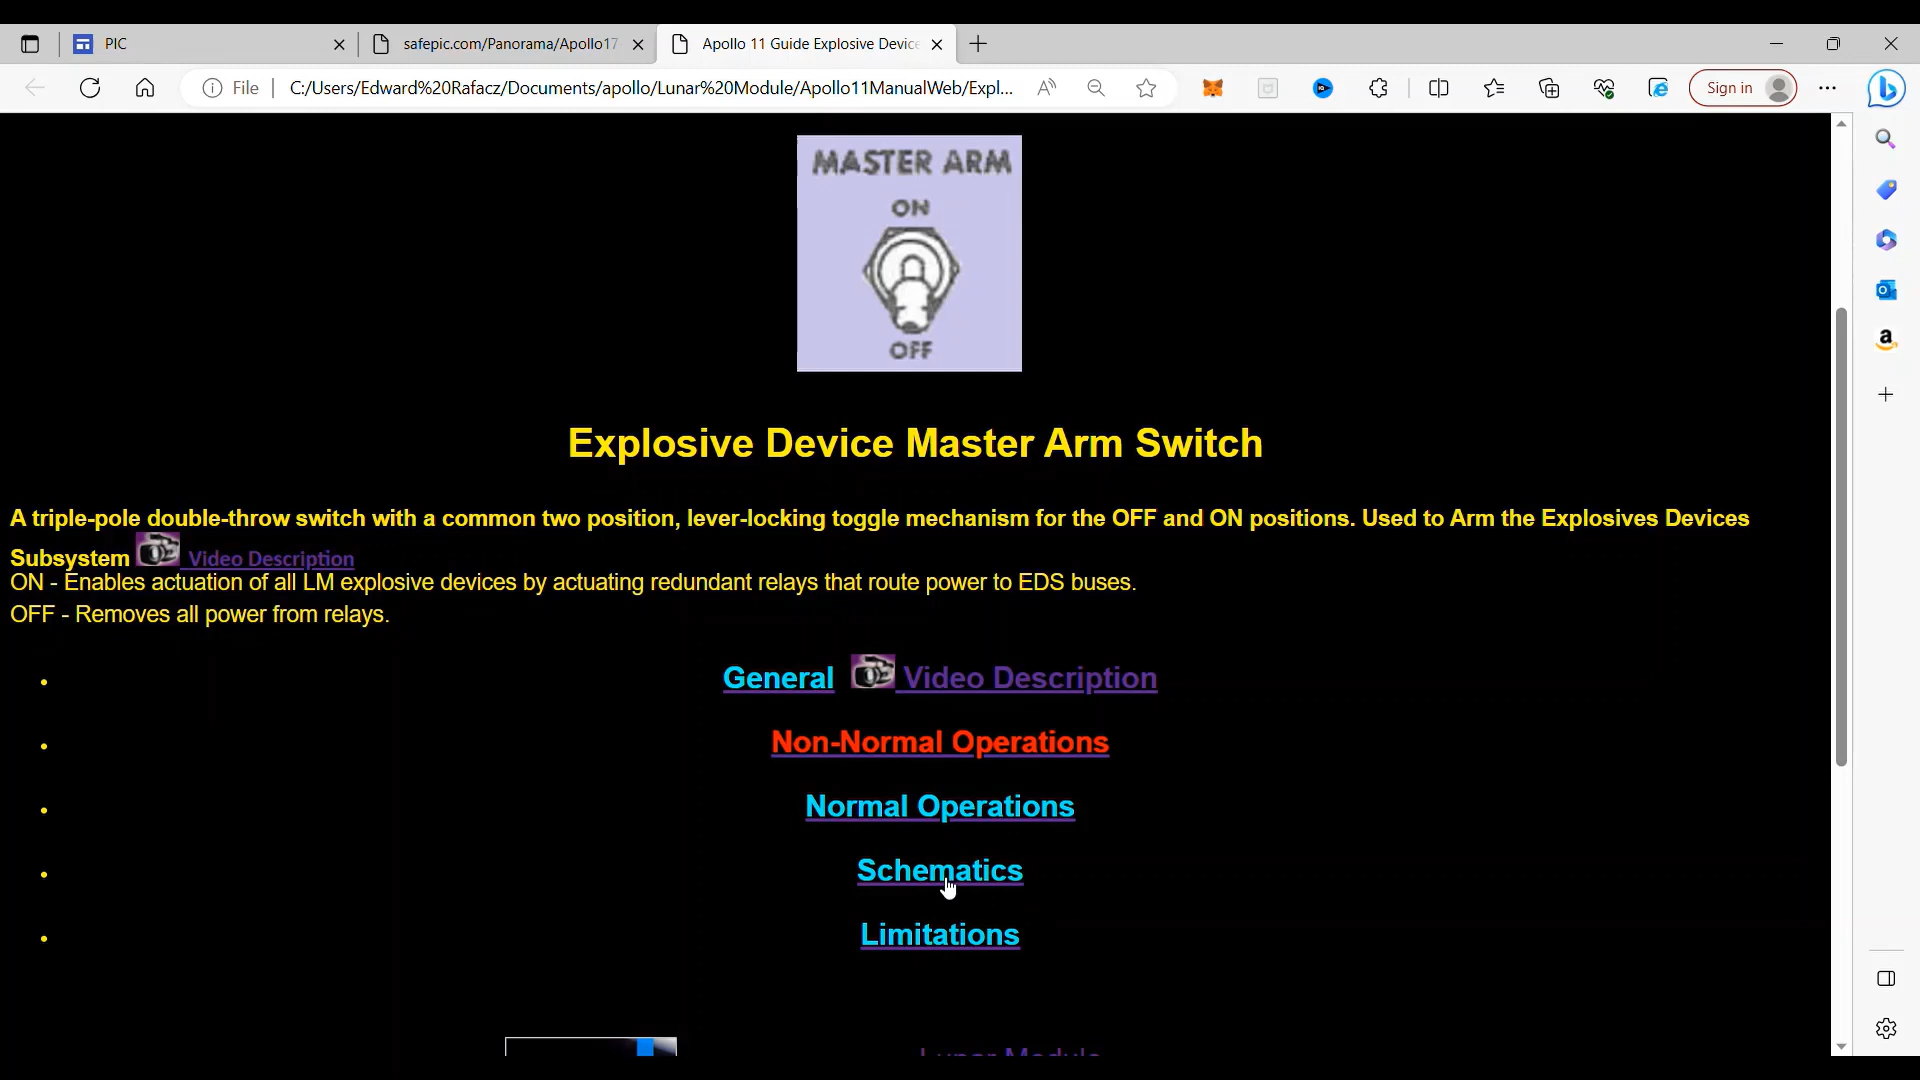 PIC
safepic.com/Panorama/Apollo17
Apollo 11 Guide Explosive Device
File
C:/Users/Edward%20Rafacz/Documents/apollo/Lunar%20Module/Apollo11ManualWeb/Expl...
Sign in
MASTER ARM
ON
OFF
Explosive Device Master Arm Switch
A triple-pole double-throw switch with a common two position, lever-locking toggle mechanism for the OFF and ON positions. Used to Arm the Explosives Devices
Subsystem Video Description
ON - Enables actuation of all LM explosive devices by actuating redundant relays that route power to EDS buses.
OFF - Removes all power from relays.
General Video Description
Non-Normal Operations
Normal Operations
Schematics
Limitations
Lunar Module